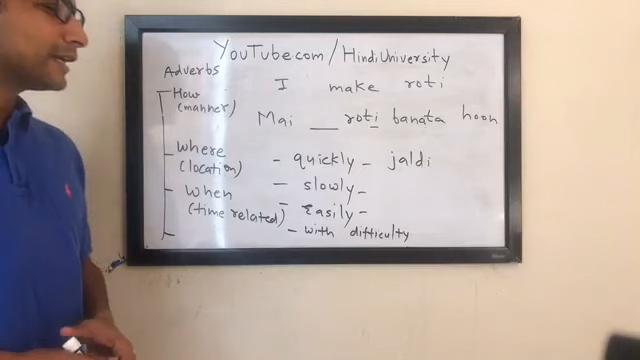 YouTube.com/HindiUniversity
Adverbs
I make roti
How
(manner)
Mai ___ roti banata hoon
Where
(location)
- quickly - jaldi
- slowly -
When
(time related)
- Easily -
- with difficulty